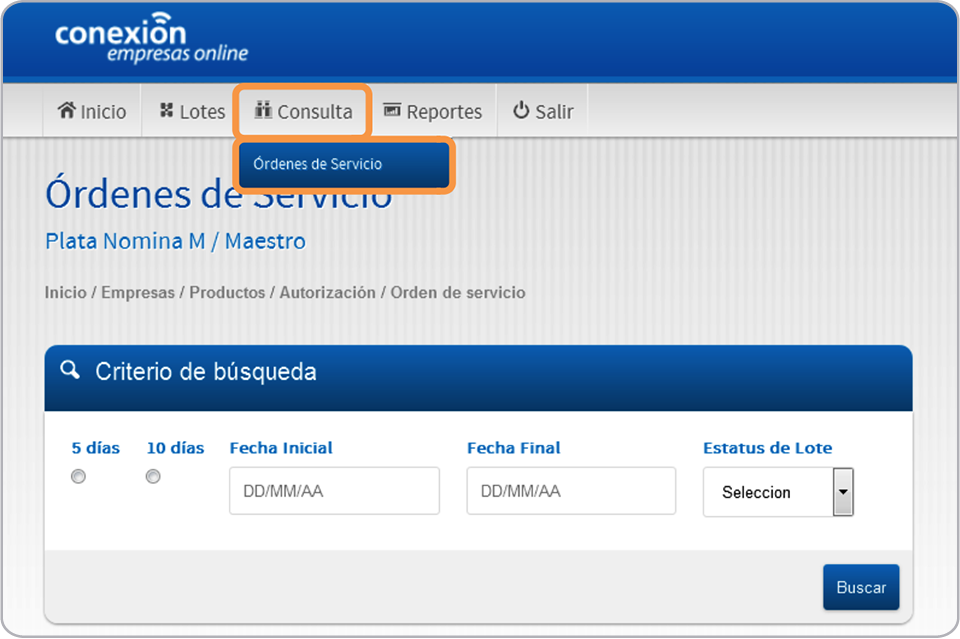 conexión
empresas online
Inicio Lotes Consulta Reportes Salir
Órdenes de Servicio
Órdenes de Servicio
Plata Nomina M / Maestro
Inicio / Empresas / Productos / Autorización / Orden de servicio
Criterio de búsqueda
5 días 10 días Fecha Inicial Fecha Final Estatus de Lote
DD/MM/AA DD/MM/AA Seleccion
Buscar